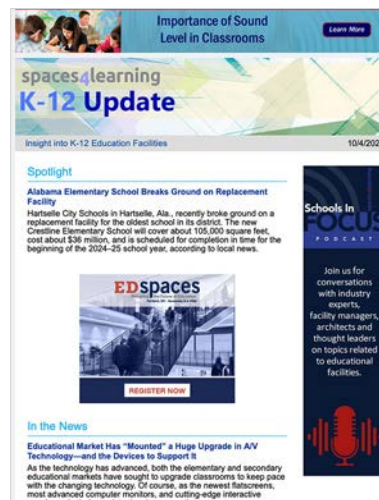 Importance of Sound
Level in Classrooms
Learn More
spaces4learning
K-12 Update
Insight into K-12 Education Facilities
10/4/202
Spotlight
Alabama Elementary School Breaks Ground on Replacement
Facility
Hartselle City Schools in Hartselle, Ala., recently broke ground on a
replacement facility for the oldest school in its district. The new
Crestline Elementary School will cover about 105,000 square feet,
cost about $36 million, and is scheduled for completion in time for the
beginning of the 2024–25 school year, according to local news.
EDspaces
REGISTER NOW
Schools In
FOCUS
PODCAST
Join us for
conversations
with industry
experts,
facility managers,
architects and
thought leaders
on topics related
to educational
facilities.
In the News
Educational Market Has "Mounted" a Huge Upgrade in A/V
Technology—and the Devices to Support It
As the technology has advanced, both the elementary and secondary
educational markets have sought to upgrade classrooms to keep pace
with the changing technology. Of course, as the newest flatscreens,
most advanced computer monitors, and cutting-edge interactive